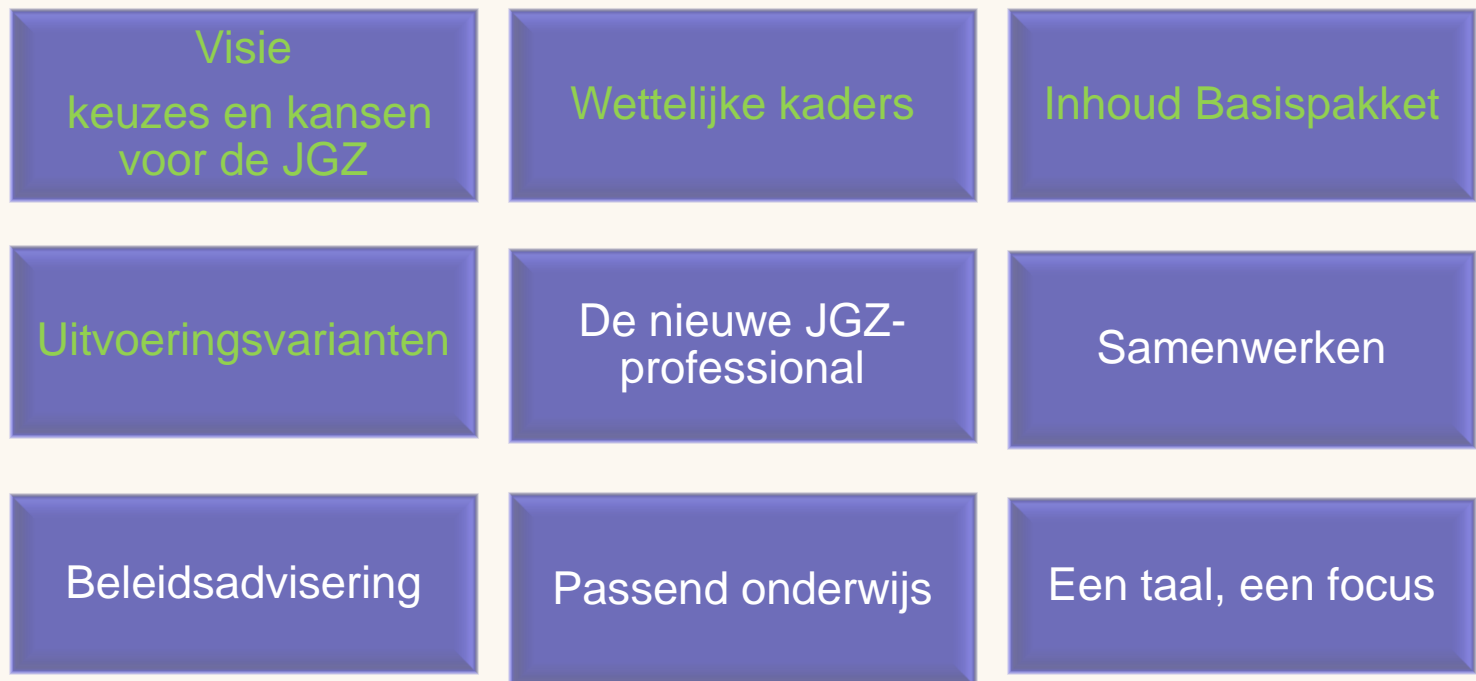 Visie
keuzes en kansen
voor de JGZ
Wettelijke kaders
Inhoud Basispakket
Uitvoeringsvarianten
De nieuwe JGZ-
professional
Samenwerken
Beleidsadvisering
Passend onderwijs
Een taal, een focus